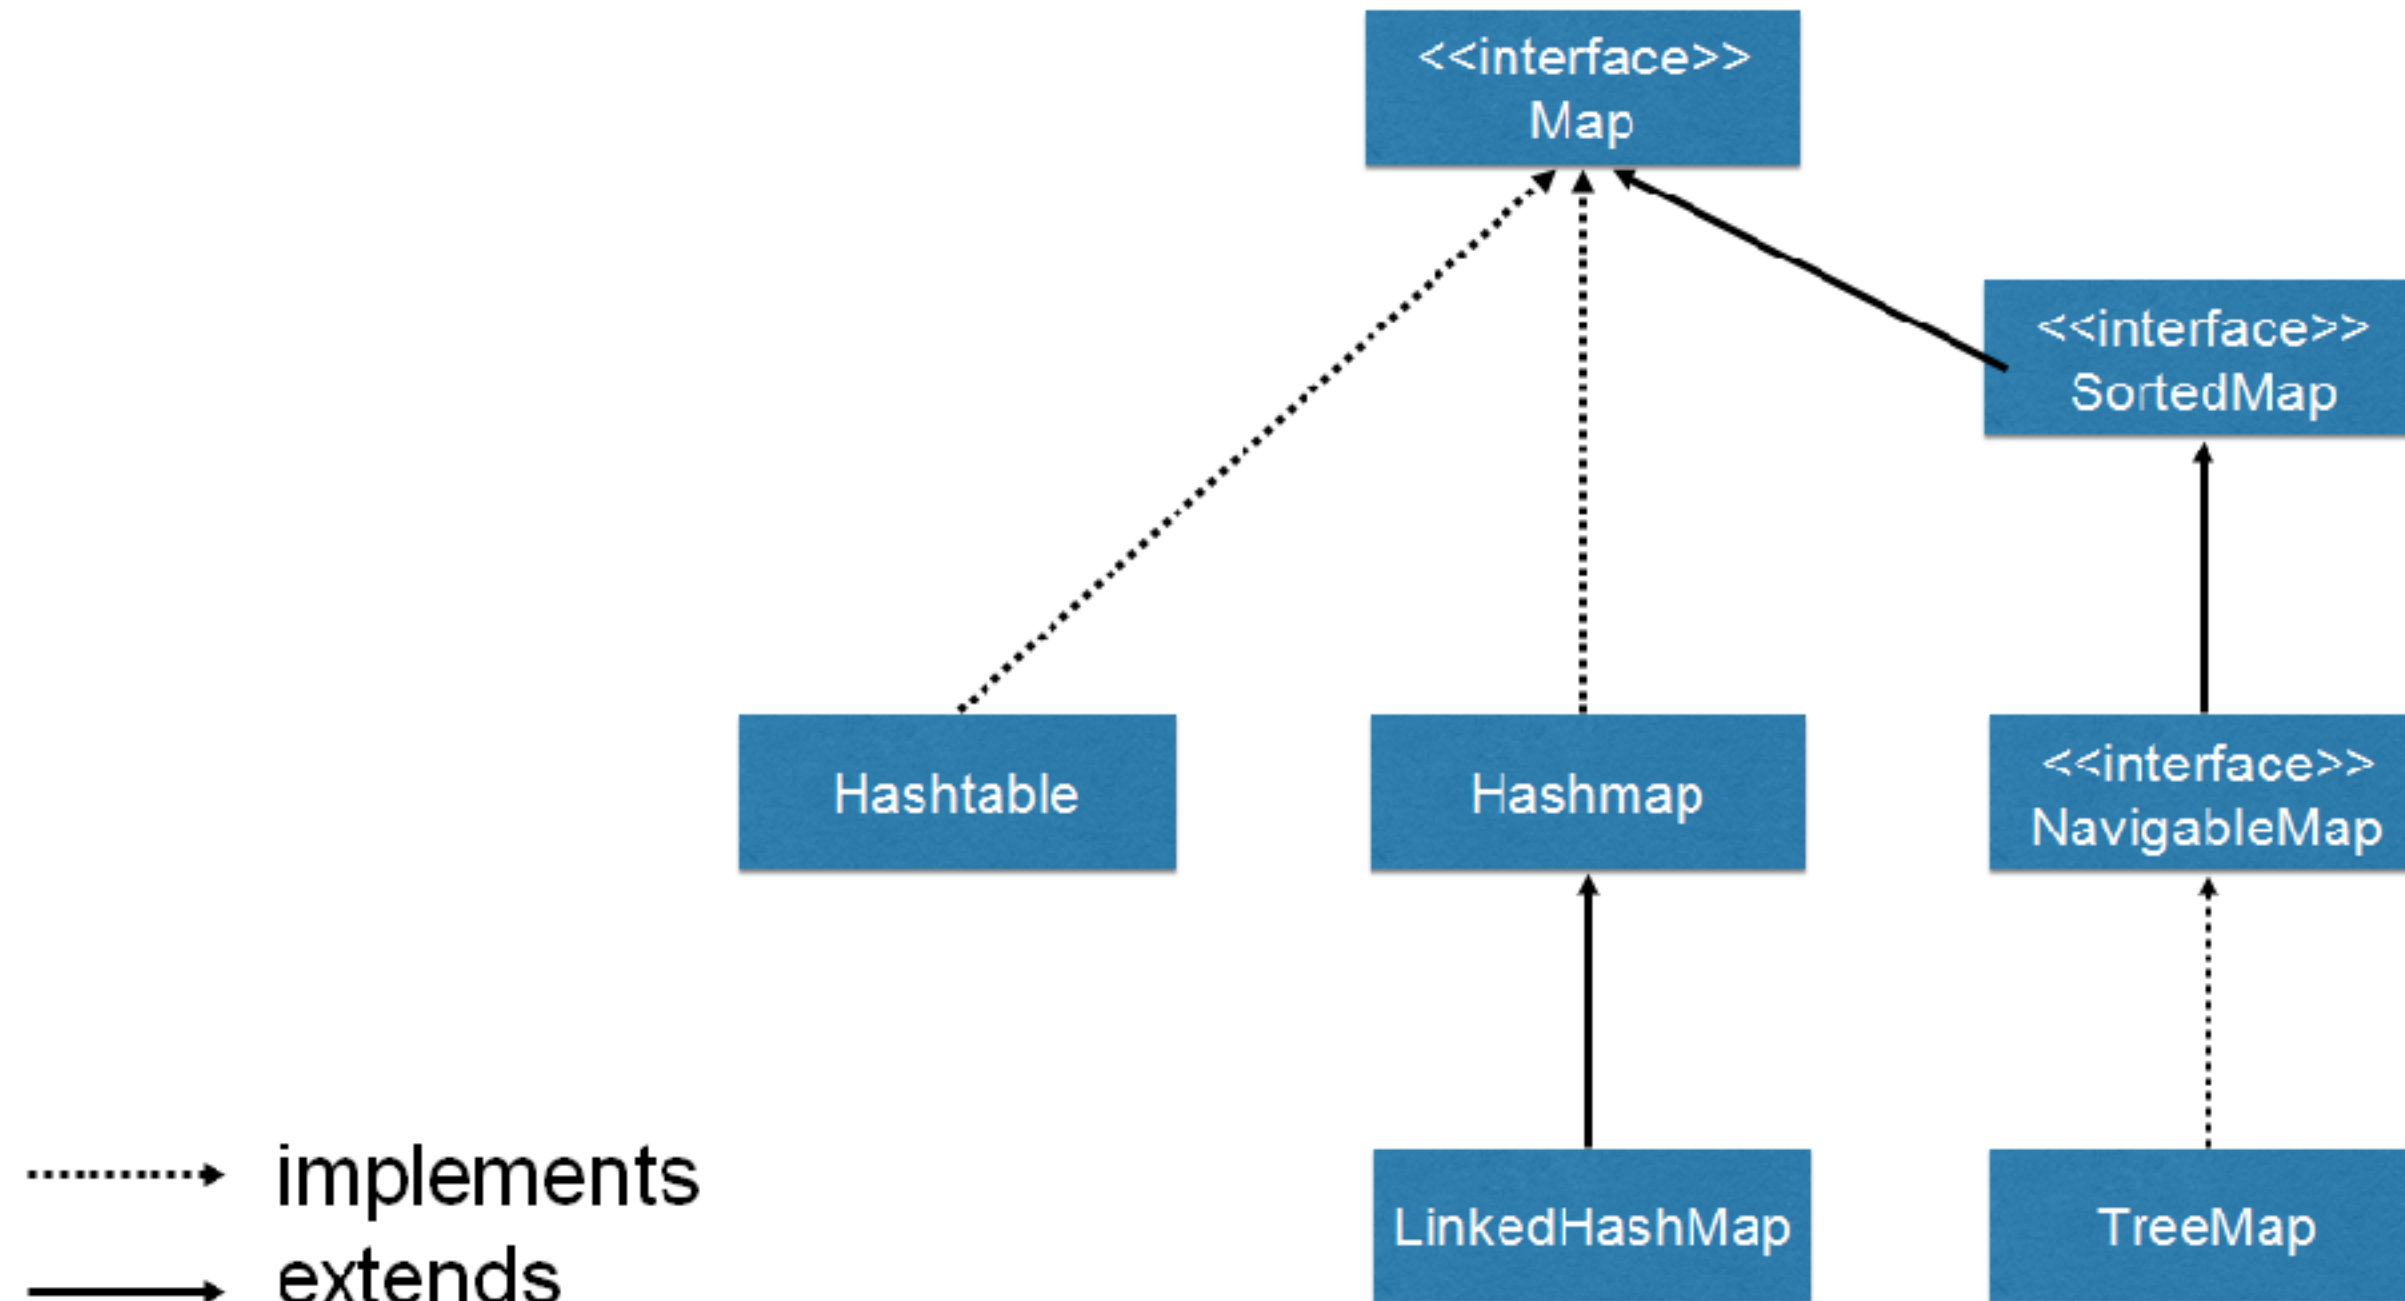 <<interface>>
Map
<<interface>>
SortedMap
Hashtable
Hashmap
<<interface>>
NavigableMap
implements
LinkedHashMap
TreeMap
extends